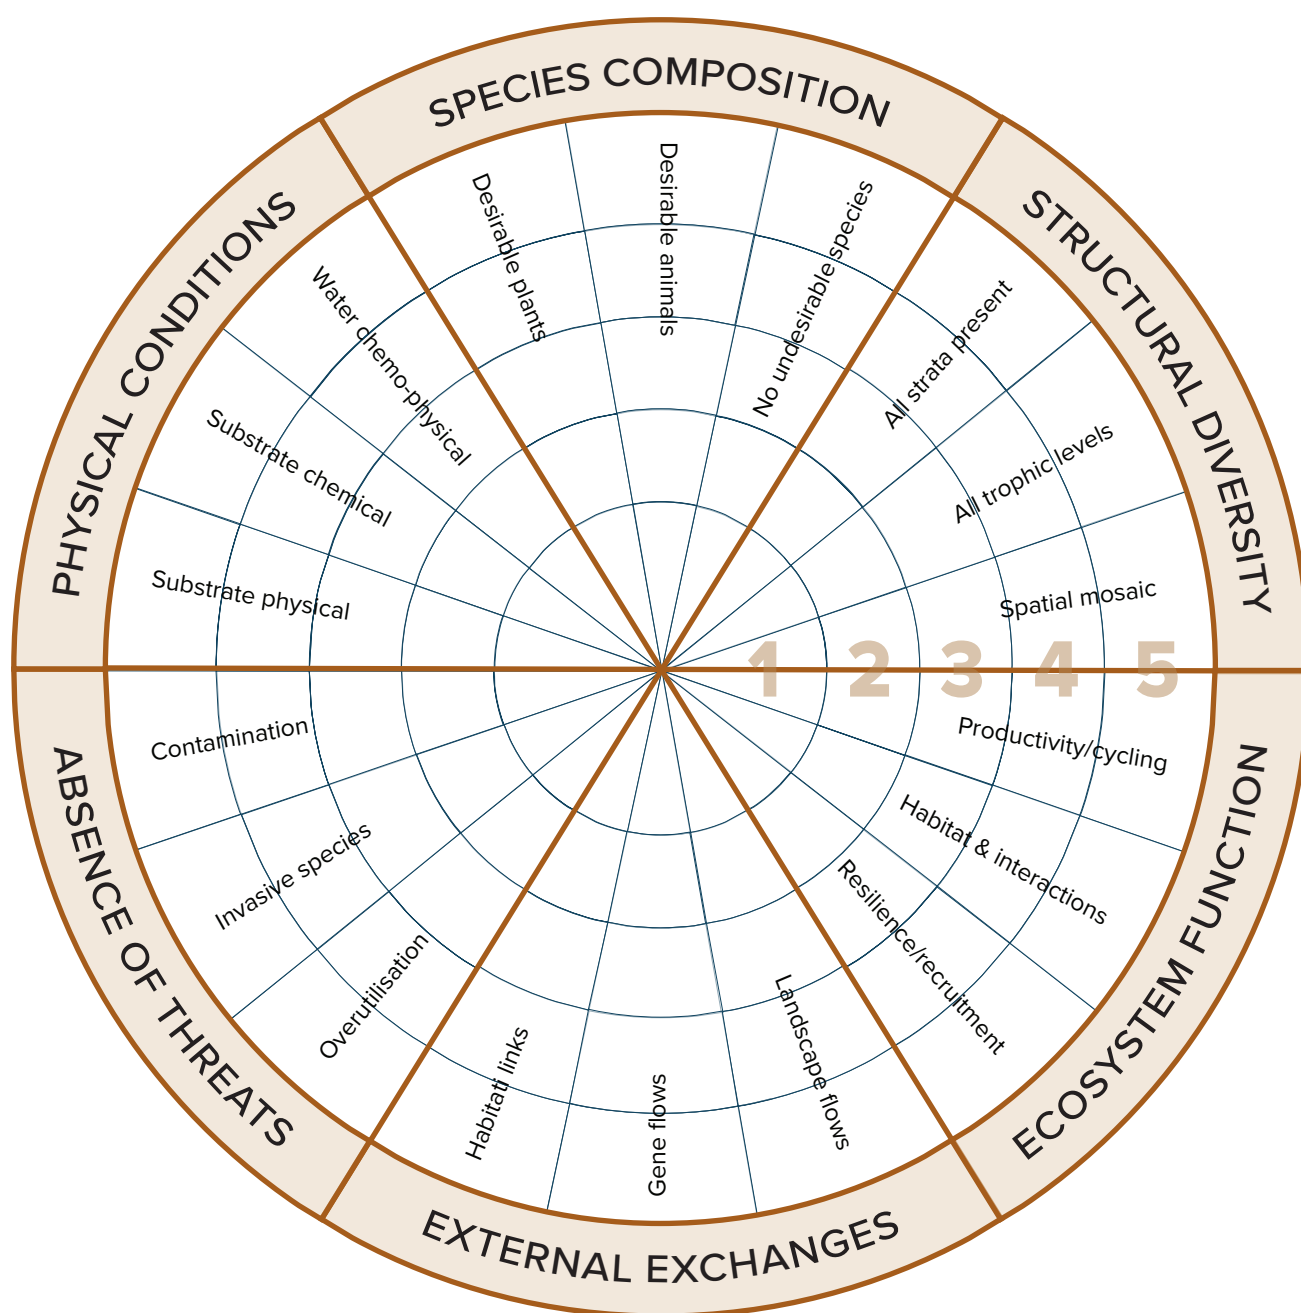 SPECIES COMPOSITION
Desirable plants
Desirable animals
No undesirable species
STRUCTURAL DIVERSITY
All strata present
All trophic levels
Spatial mosaic
1 2 3 4 5
ECOSYSTEM FUNCTION
Productivity/cycling
Habitat & interactions
Resilience/recruitment
EXTERNAL EXCHANGES
Landscape flows
Gene flows
Habitati links
ABSENCE OF THREATS
Overutilisation
Invasive species
Contamination
PHYSICAL CONDITIONS
Substrate physical
Substrate chemical
Water chemo-physical